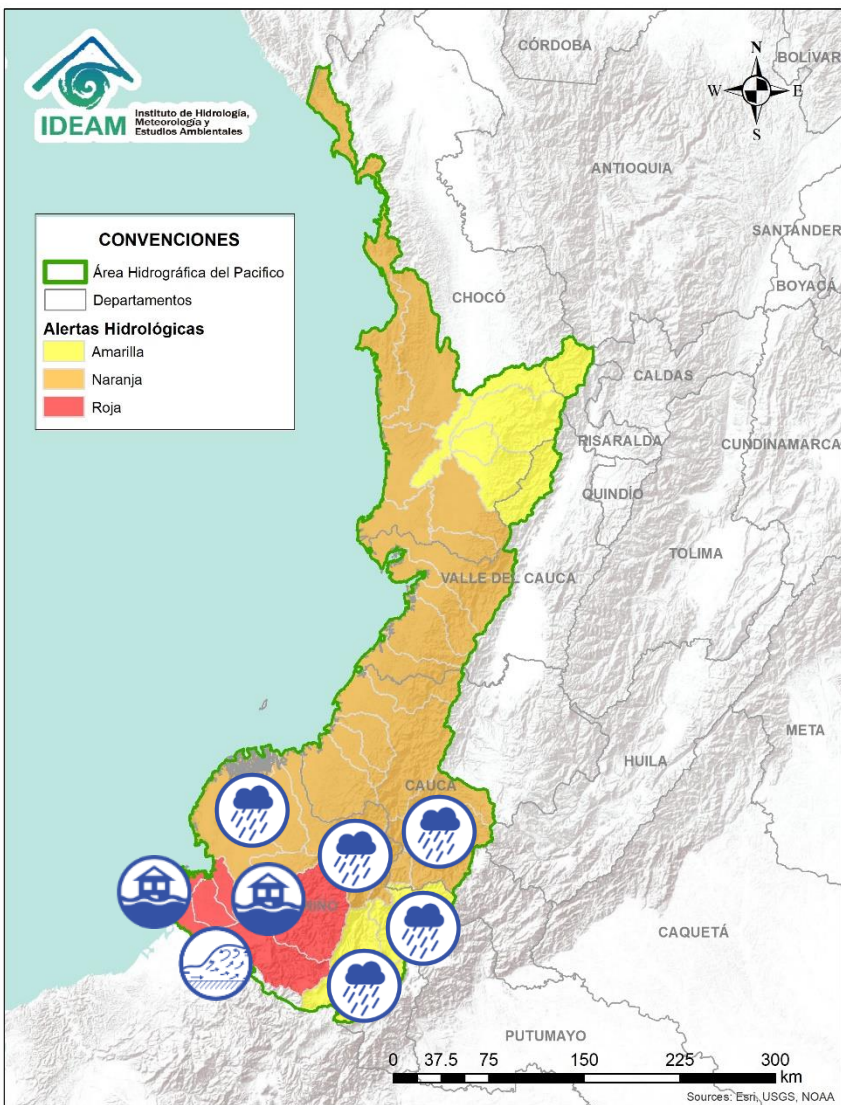 IDEAM
Instituto de Hidrología,
Meteorología y
Estudios Ambientales
CÓRDOBA
BOLÍVAR
N
W
E
S
ANTIOQUIA
SANTÁNDER
BOYACÁ
CONVENCIONES
Área Hidrográfica del Pacifico
Departamentos
Alertas Hidrológicas
Amarilla
Naranja
Roja
CHOCÓ
CALDAS
RISARALDA
CUNDINAMARCA
QUINDÍO
TOLIMA
VALLE DEL CAUCA
META
HUILA
CAUCA
CAQUETÁ
PUTUMAYO
0 37.5 75 150 225 300
km
Sources: Esri, USGS, NOAA